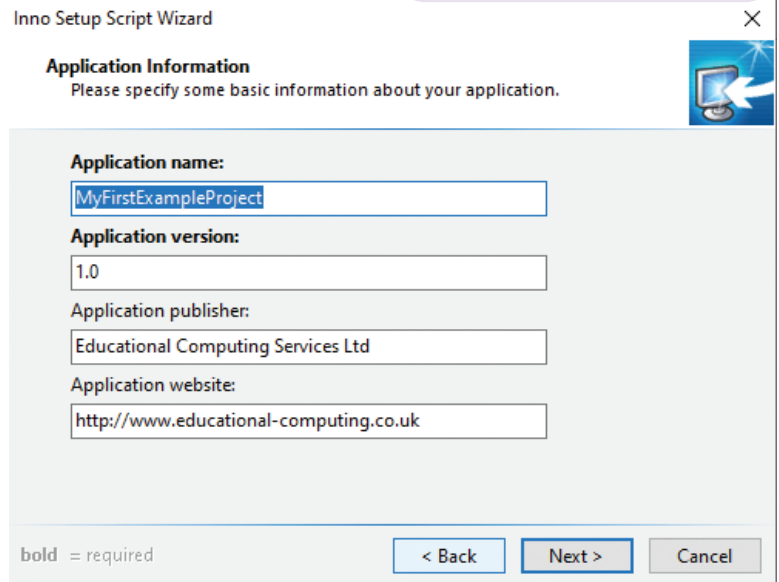 Inno Setup Script Wizard
Application Information
Please specify some basic information about your application.
Application name:
MyFirstExampleProject
Application version:
1.0
Application publisher:
Educational Computing Services Ltd
Application website:
http://www.educational-computing.co.uk
bold = required
< Back
Next >
Cancel